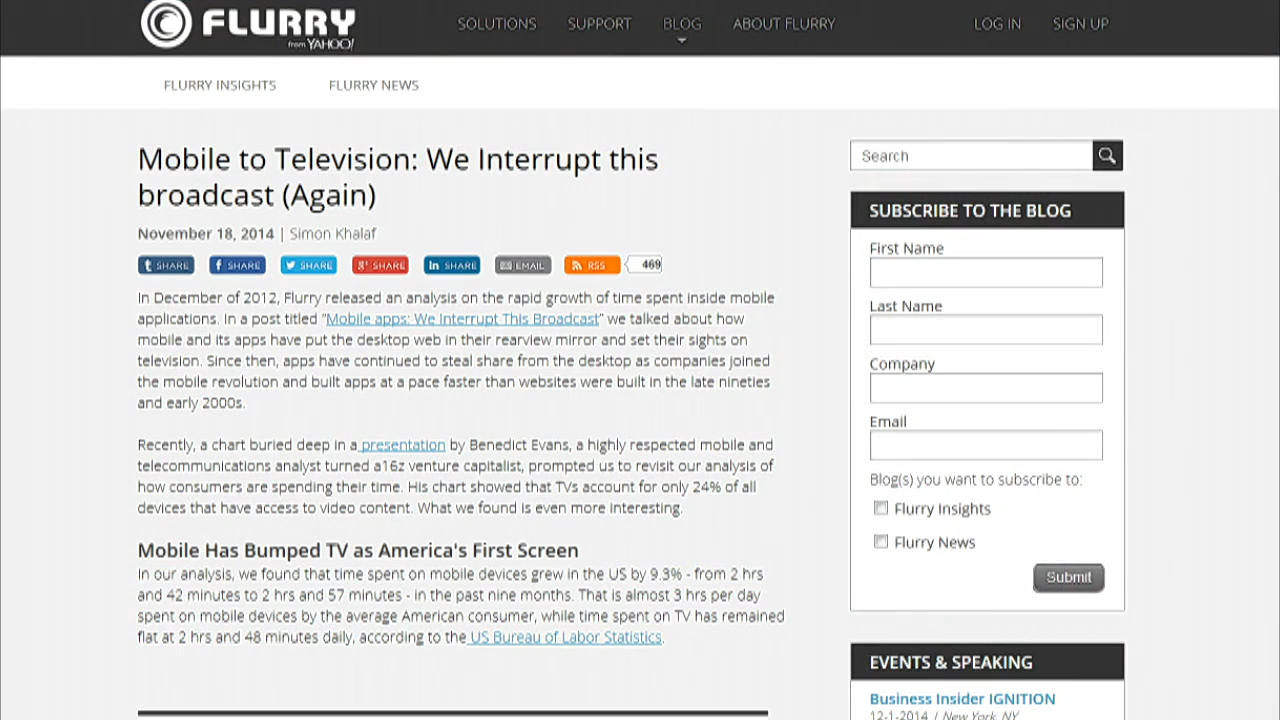 FLURRY
from YAHOO!
SOLUTIONS SUPPORT BLOG ABOUT FLURRY LOG IN SIGN UP
FLURRY INSIGHTS FLURRY NEWS
Mobile to Television: We Interrupt this
broadcast (Again)
November 18, 2014 | Simon Khalaf
t SHARE f SHARE SHARE g+ SHARE in SHARE EMAIL RSS 469
In December of 2012, Flurry released an analysis on the rapid growth of time spent inside mobile
applications. In a post titled "Mobile apps: We Interrupt This Broadcast" we talked about how
mobile and its apps have put the desktop web in their rearview mirror and set their sights on
television. Since then, apps have continued to steal share from the desktop as companies joined
the mobile revolution and built apps at a pace faster than websites were built in the late nineties
and early 2000s.
Recently, a chart buried deep in a presentation by Benedict Evans, a highly respected mobile and
telecommunications analyst turned a16z venture capitalist, prompted us to revisit our analysis of
how consumers are spending their time. His chart showed that TVs account for only 24% of all
devices that have access to video content. What we found is even more interesting.
Mobile Has Bumped TV as America's First Screen
In our analysis, we found that time spent on mobile devices grew in the US by 9.3% - from 2 hrs
and 42 minutes to 2 hrs and 57 minutes - in the past nine months. That is almost 3 hrs per day
spent on mobile devices by the average American consumer, while time spent on TV has remained
flat at 2 hrs and 48 minutes daily, according to the US Bureau of Labor Statistics.
Search
SUBSCRIBE TO THE BLOG
First Name
Last Name
Company
Email
Blog(s) you want to subscribe to:
Flurry Insights
Flurry News
Submit
EVENTS & SPEAKING
Business Insider IGNITION
12-1-2014 / New York, NY